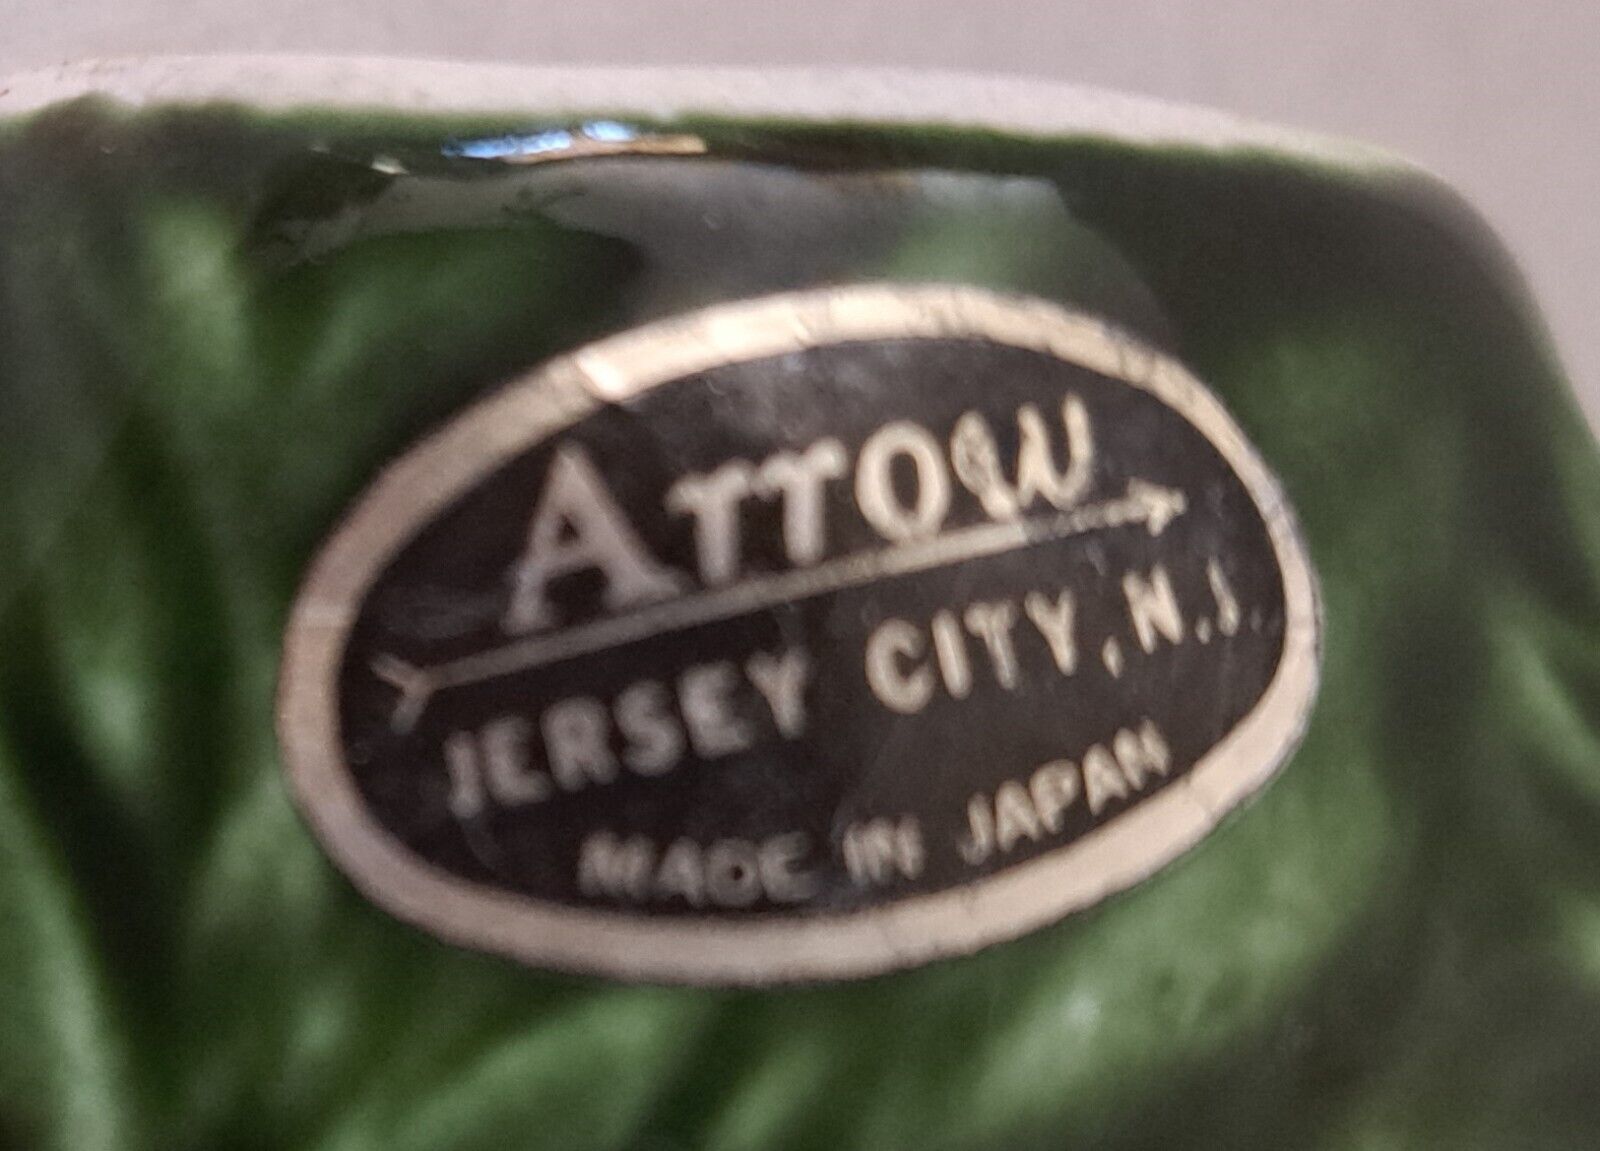 Arrow
JERSEY CITY, N.J.
MADE IN JAPAN